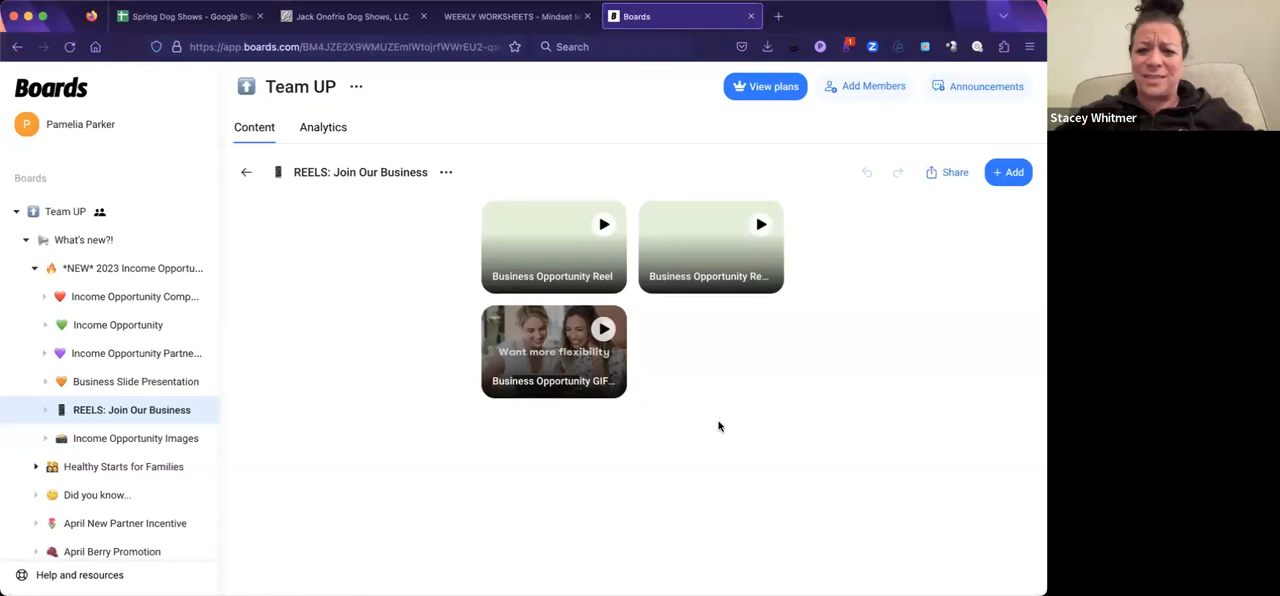 Spring Dog Shows - Google She
Jack Onofrio Dog Shows, LLC
WEEKLY WORKSHEETS - Mindset M
Boards
https://app.boards.com/BM4JZE2X9WMUZEmIWtojrfWWrEU2-qa
Search
1
Boards
Team UP
View plans
Add Members
Announcements
P
Pamelia Parker
Content
Analytics
REELS: Join Our Business
Share
+ Add
Boards
Team UP
What's new?!
*NEW* 2023 Income Opportu...
Income Opportunity Comp...
Income Opportunity
Income Opportunity Partne...
Business Slide Presentation
REELS: Join Our Business
Income Opportunity Images
Healthy Starts for Families
Did you know...
April New Partner Incentive
April Berry Promotion
Help and resources
Business Opportunity Reel
Business Opportunity Re...
Want more flexibility
Business Opportunity GIF...
Stacey Whitmer